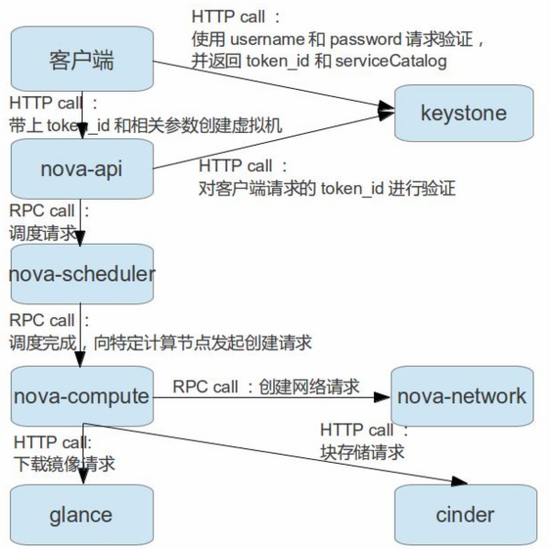 HTTP call ：
使用 username 和 password 请求验证，
并返回 token_id 和 serviceCatalog
客户端
keystone
HTTP call ：
带上 token_id 和相关参数创建虚拟机
nova-api
HTTP call ：
对客户端请求的 token_id 进行验证
RPC call ：
调度请求
nova-scheduler
RPC call ：
调度完成，向特定计算节点发起创建请求
nova-compute
RPC call ：创建网络请求
nova-network
HTTP call:
下载镜像请求
HTTP call ：
块存储请求
glance
cinder